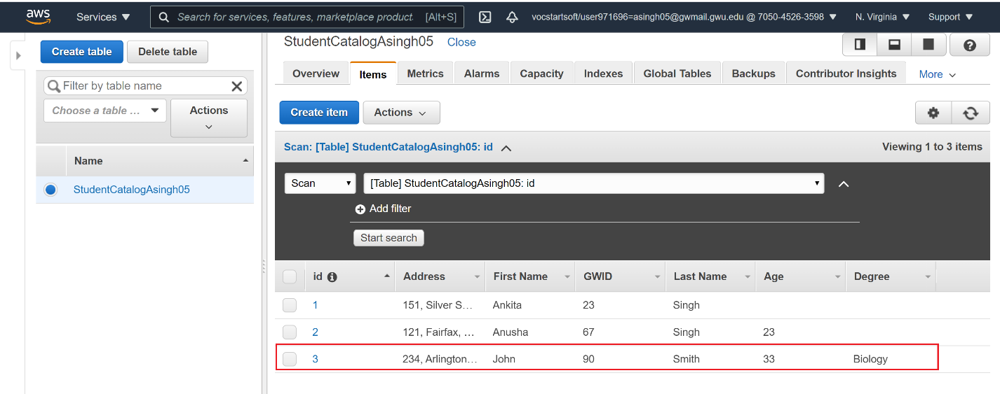 aws Services Search for services, features, marketplace product. [Alt+S] vocstartsoft/user971696=asingh05@gwmail.gwu.edu @ 7050-4526-3598 N. Virginia Support
Create table Delete table
Filter by table name
Choose a table ... Actions
Name
StudentCatalogAsingh05
StudentCatalogAsingh05 Close
Overview Items Metrics Alarms Capacity Indexes Global Tables Backups Contributor Insights More
Create item Actions
Scan: [Table] StudentCatalogAsingh05: id Viewing 1 to 3 items
Scan [Table] StudentCatalogAsingh05: id
Add filter
Start search
id Address First Name GWID Last Name Age Degree
1 151, Silver S... Ankita 23 Singh
2 121, Fairfax, ... Anusha 67 Singh 23
3 234, Arlington... John 90 Smith 33 Biology